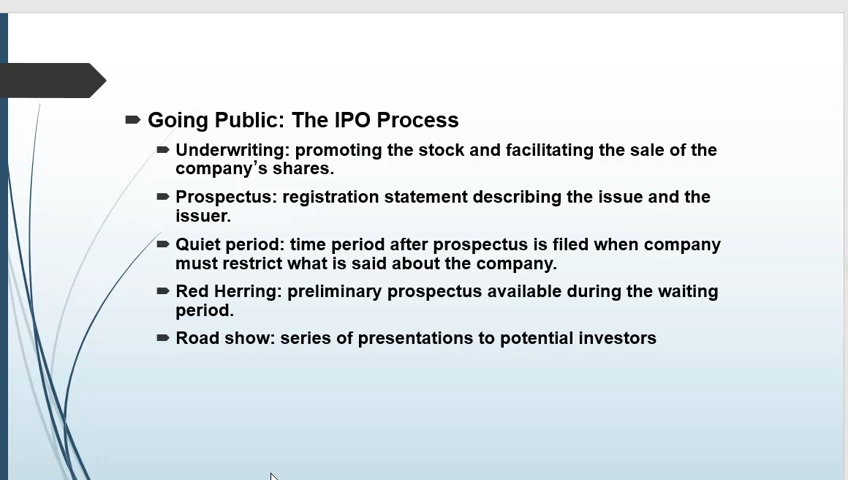 Going Public: The IPO Process
Underwriting: promoting the stock and facilitating the sale of the
company’s shares.
Prospectus: registration statement describing the issue and the
issuer.
Quiet period: time period after prospectus is filed when company
must restrict what is said about the company.
Red Herring: preliminary prospectus available during the waiting
period.
Road show: series of presentations to potential investors